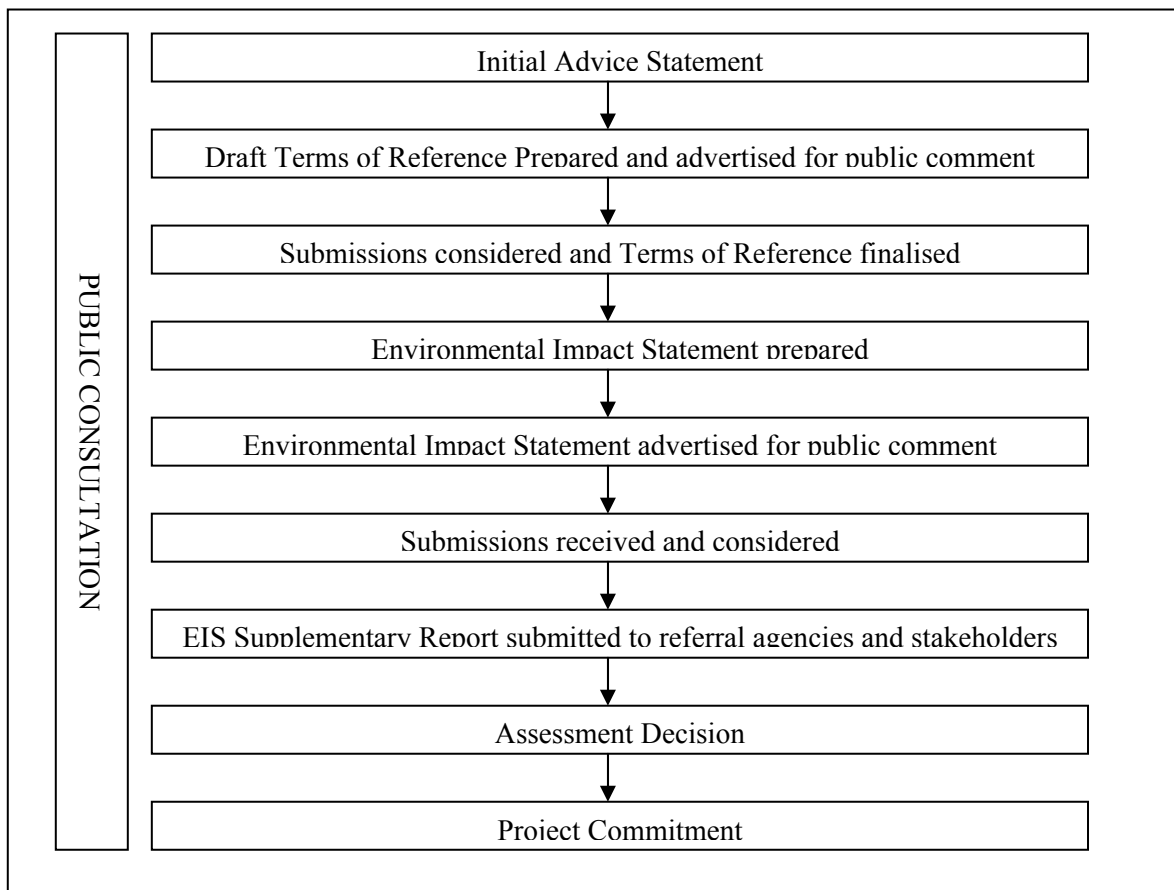 PUBLIC CONSULTATION
Initial Advice Statement
Draft Terms of Reference Prepared and advertised for public comment
Submissions considered and Terms of Reference finalised
Environmental Impact Statement prepared
Environmental Impact Statement advertised for public comment
Submissions received and considered
EIS Supplementary Report submitted to referral agencies and stakeholders
Assessment Decision
Project Commitment